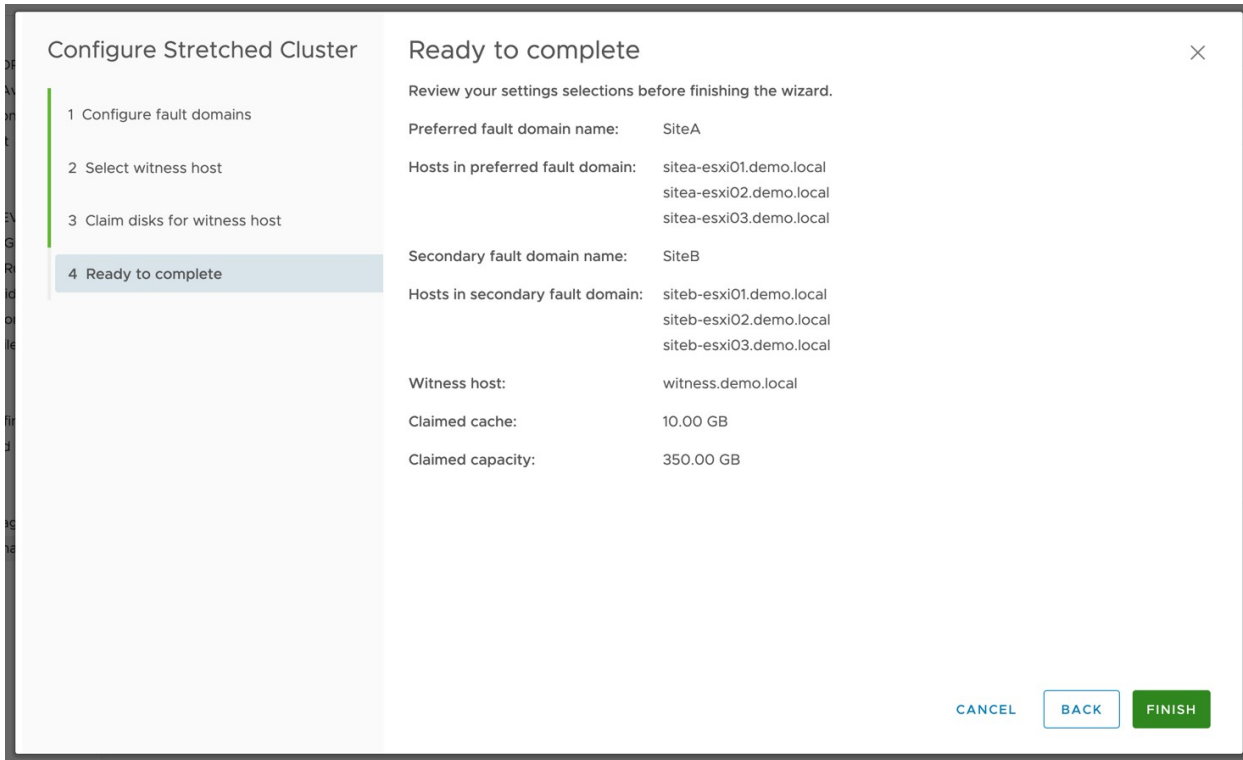 Configure Stretched Cluster
1 Configure fault domains
2 Select witness host
3 Claim disks for witness host
4 Ready to complete
Ready to complete
Review your settings selections before finishing the wizard.
Preferred fault domain name: SiteA
Hosts in preferred fault domain: sitea-esxi01.demo.local
sitea-esxi02.demo.local
sitea-esxi03.demo.local
Secondary fault domain name: SiteB
Hosts in secondary fault domain: siteb-esxi01.demo.local
siteb-esxi02.demo.local
siteb-esxi03.demo.local
Witness host: witness.demo.local
Claimed cache: 10.00 GB
Claimed capacity: 350.00 GB
CANCEL BACK FINISH